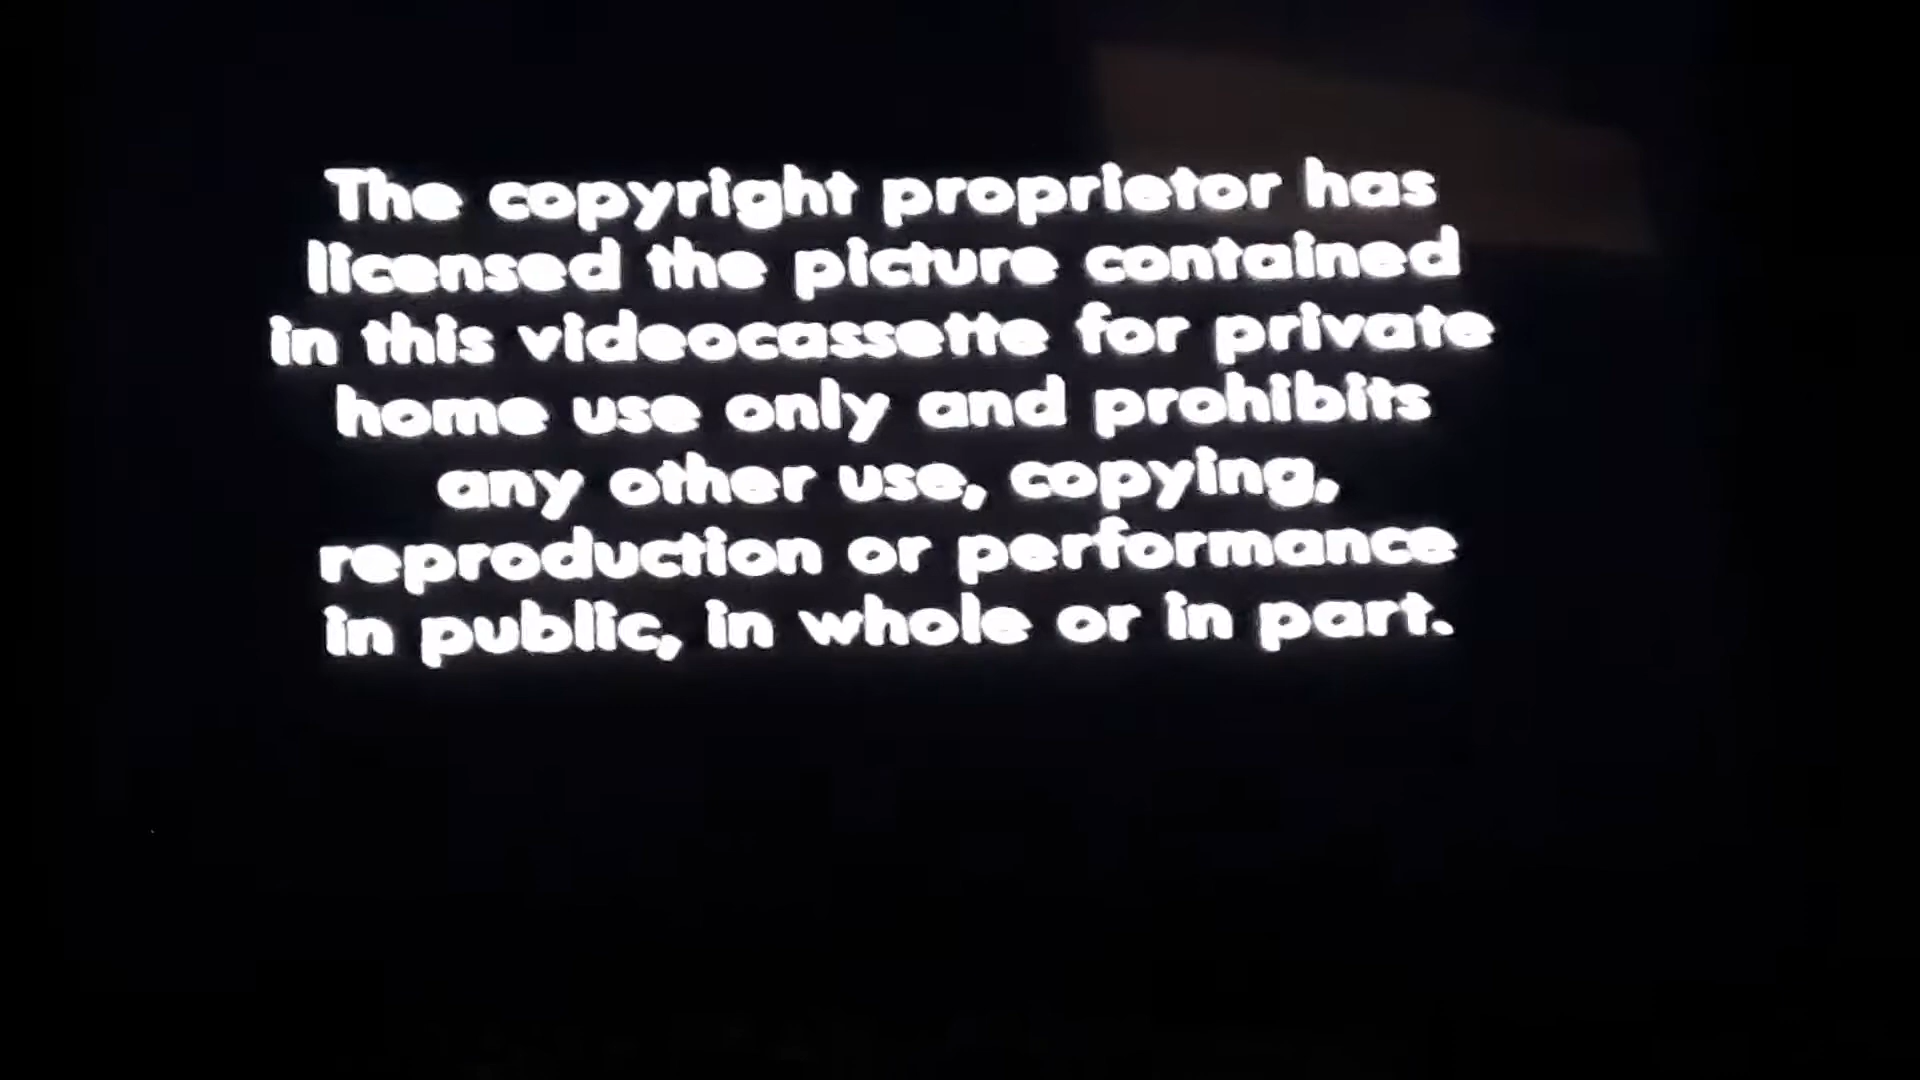 The copyright proprietor has
licensed the picture contained
in this videocassette for private
home use only and prohibits
any other use, copying,
reproduction or performance
in public, in whole or in part.